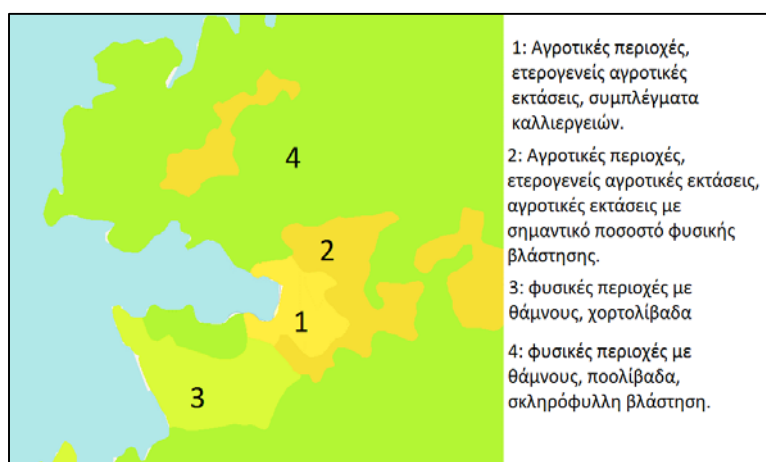 1: Αγροτικές περιοχές,
ετερογενείς αγροτικές
εκτάσεις, συμπλέγματα
καλλιεργειών.
2: Αγροτικές περιοχές,
ετερογενείς αγροτικές εκτάσεις,
αγροτικές εκτάσεις με
σημαντικό ποσοστό φυσικής
βλάστησης.
3: φυσικές περιοχές με
θάμνους, χορτολίβαδα
4: φυσικές περιοχές με
θάμνους, ποολίβαδα,
σκληρόφυλλη βλάστηση.
4
2
1
3